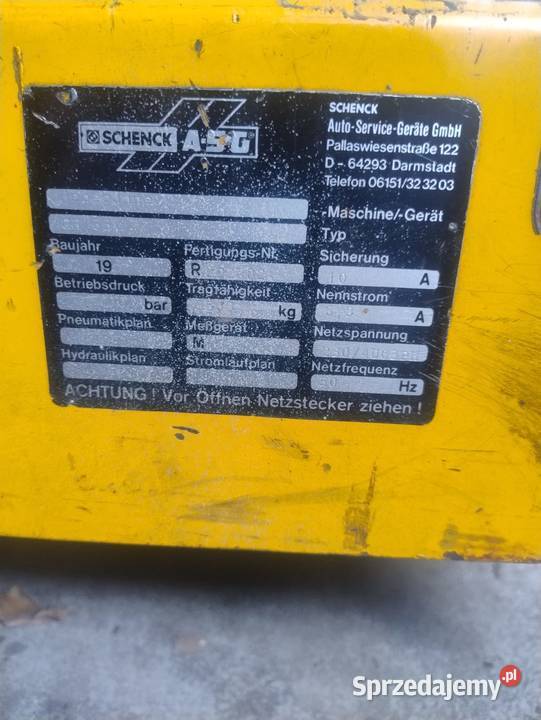 SCHENCK ASG
SCHENCK
Auto-Service-Geräte GmbH
Pallaswiesenstraße 122
D - 64293 Darmstadt
Telefon 06151/32 32 03
-Maschine/-Gerät
Typ
Baujahr Fertigungs-Nr. Sicherung
19 R A
Betriebsdruck Tragfähigkeit Nennstrom
bar kg A
Pneumatikplan Meßgerät Netzspannung
M
Hydraulikplan Stromlaufplan Netzfrequenz
50 Hz
ACHTUNG ! Vor Öffnen Netzstecker ziehen !
Sprzedajemy.pl